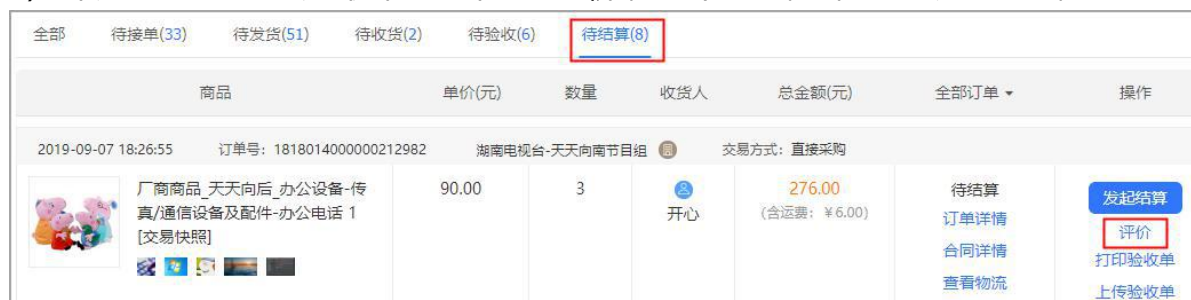 全部 待接单(33) 待发货(51) 待收货(2) 待验收(6) 待结算(8)
商品 单价(元) 数量 收货人 总金额(元) 全部订单 操作
2019-09-07 18:26:55 订单号：1818014000000212982 湖南电视台-天天向南节目组 交易方式：直接采购
厂商商品_天天向后_办公设备-传 90.00 3 276.00 待结算 发起结算
真/通信设备及配件-办公电话 1 开心 (含运费：¥6.00) 订单详情 评价
[交易快照] 合同详情 打印验收单
查看物流 上传验收单